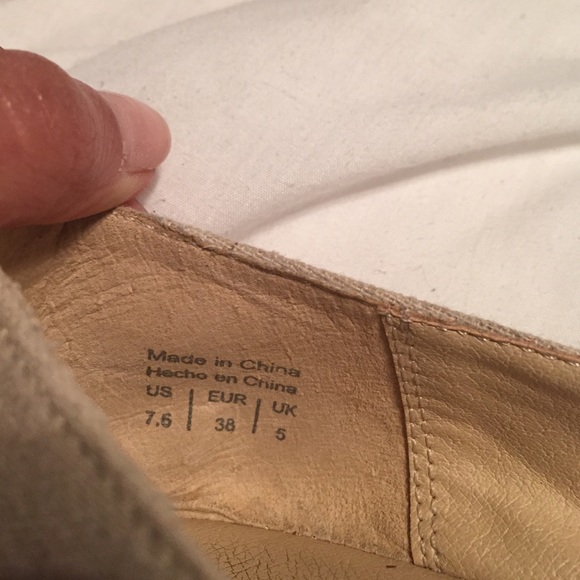 Made in China
Hecho en China
US | EUR | UK
7.5 | 38 | 5